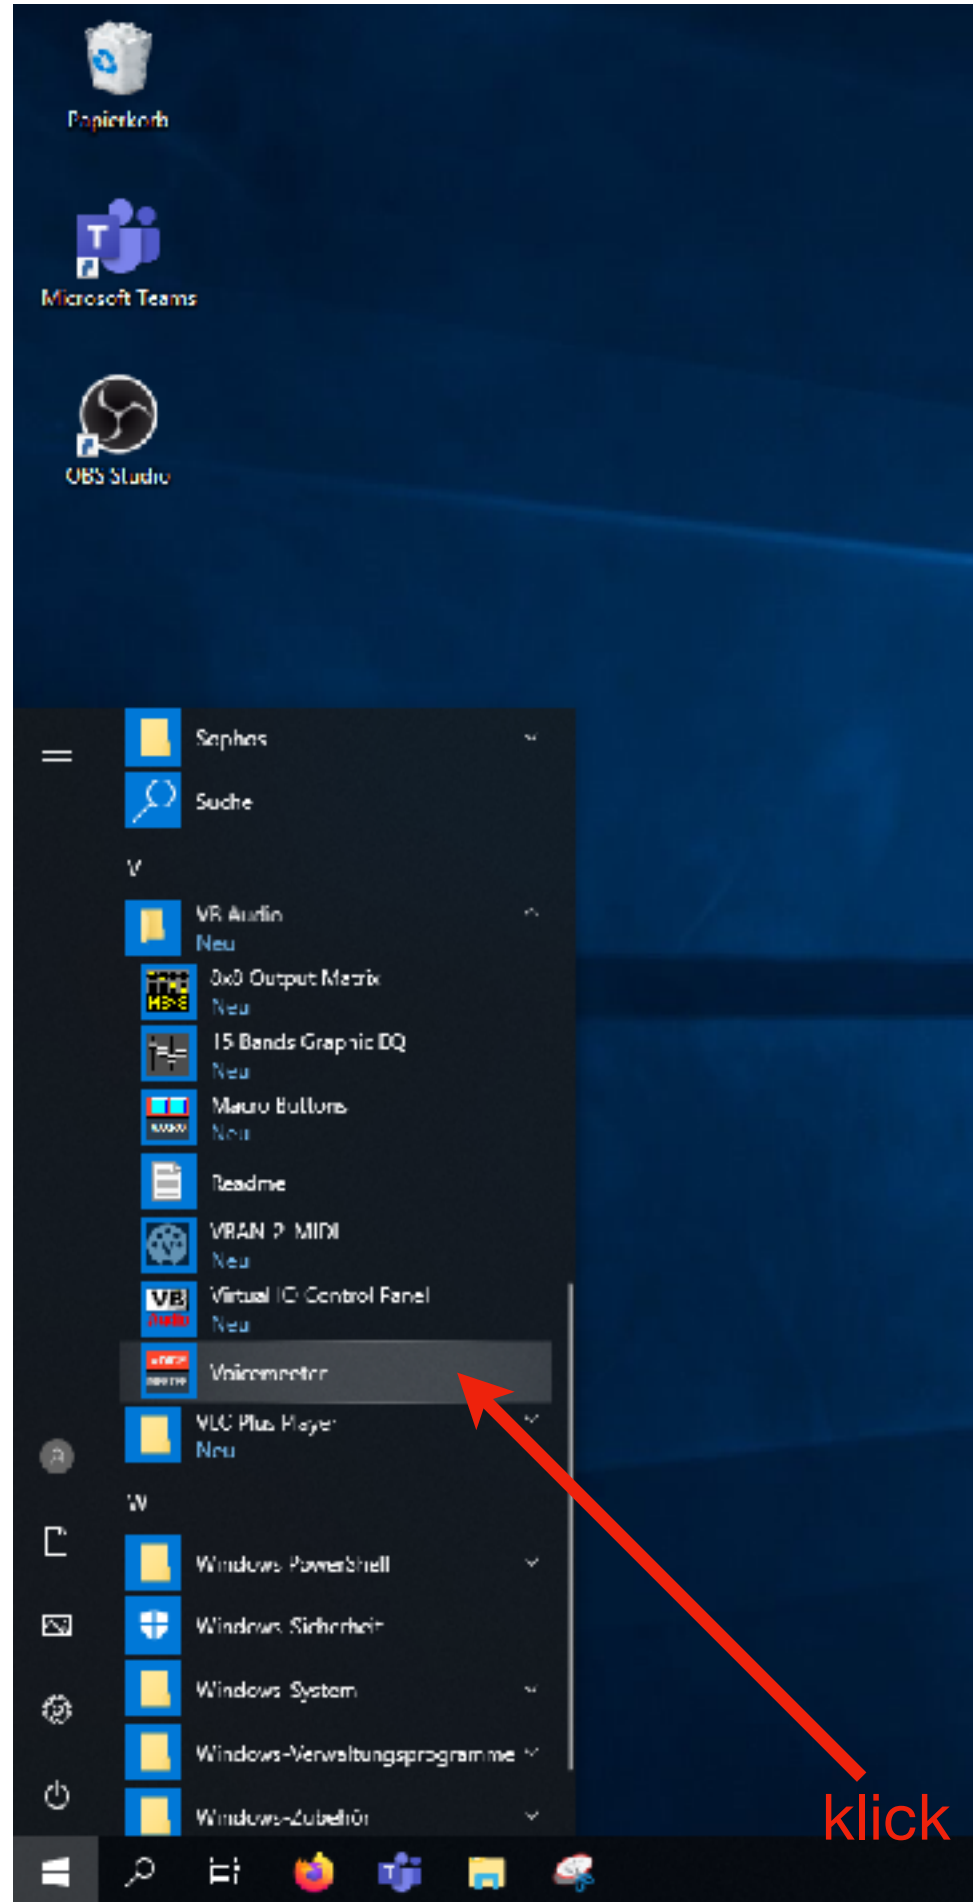 Papierkorb
Microsoft Teams
OBS Studio
Sophos
Suche
V
VB Audio
Neu
8x8 Output Matrix
Neu
15 Bands Graphic EQ
Neu
Macro Buttons
Neu
Readme
VBAN 2 MIDI
Neu
VB
Audio
Virtual IO Control Panel
Neu
Voicemeeter
VLC Plus Player
Neu
W
Windows PowerShell
Windows-Sicherheit
Windows-System
Windows-Verwaltungsprogramme
Windows-Zubehör
klick